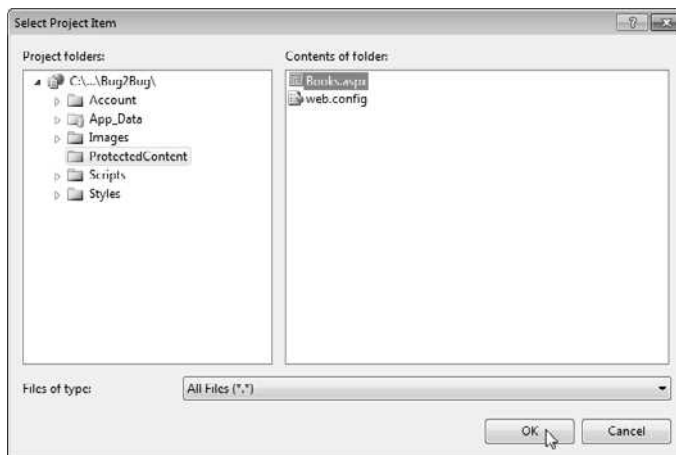 Select Project Item
Project folders:
Contents of folder:
C:\...\Bug2Bug\
Account
App_Data
Images
ProtectedContent
Scripts
Styles
Books.aspx
web.config
Files of type:
All Files (*.*)
OK
Cancel